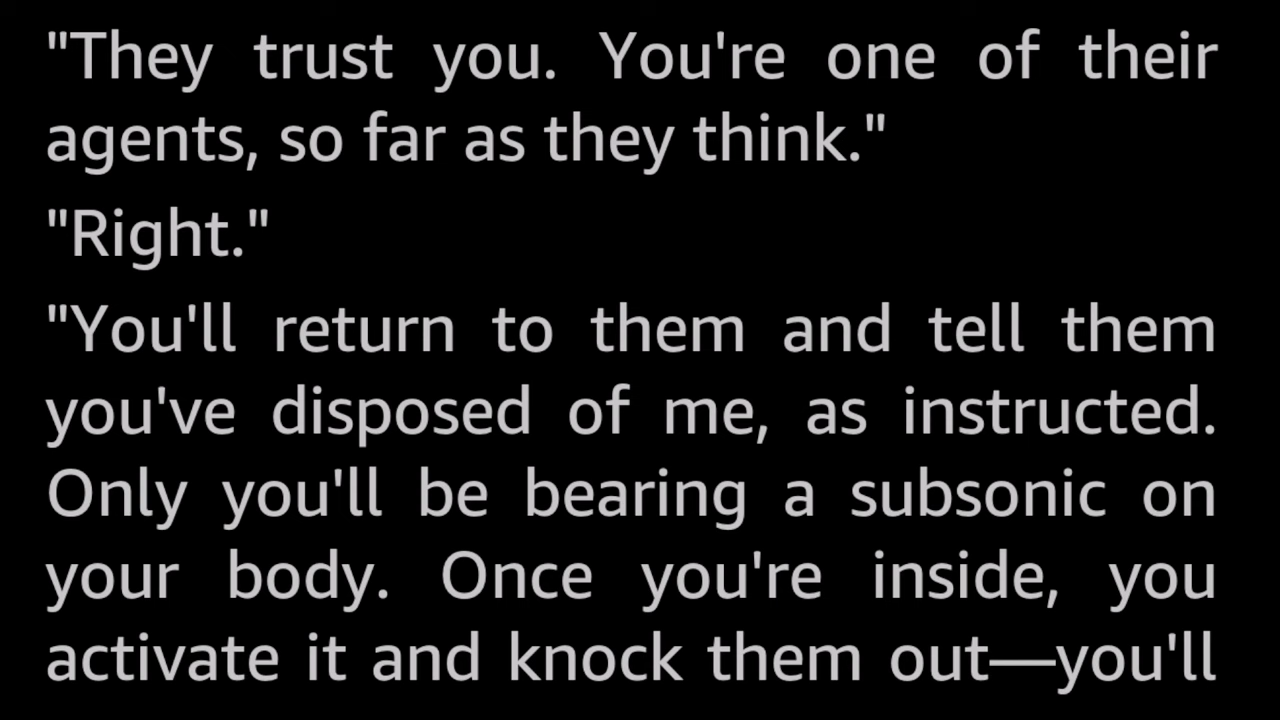 "They trust you. You're one of their
agents, so far as they think."
"Right."
"You'll return to them and tell them
you've disposed of me, as instructed.
Only you'll be bearing a subsonic on
your body. Once you're inside, you
activate it and knock them out—you'll